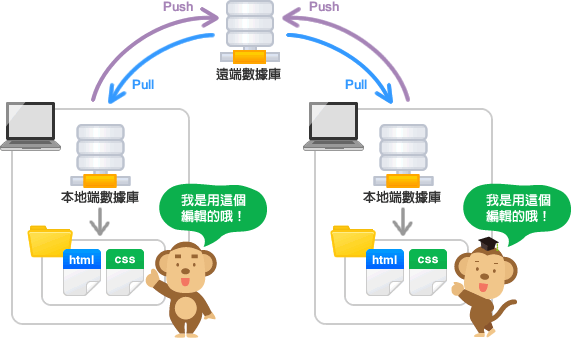 Push
Push
遠端數據庫
Pull
Pull
本地端數據庫
本地端數據庫
我是用這個
編輯的哦！
我是用這個
編輯的哦！
html
css
html
css